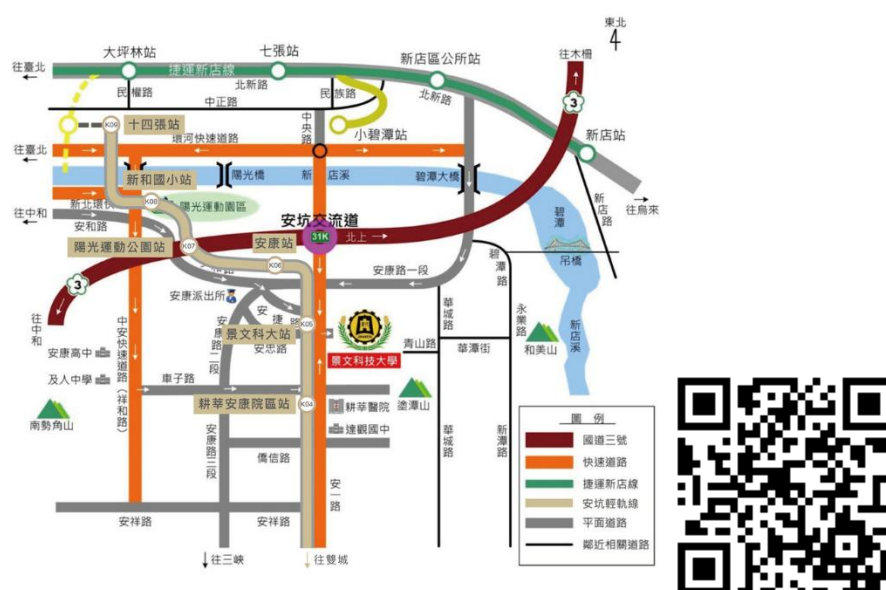 東北
往木柵
大坪林站
七張站
新店區公所站
往臺北
捷運新店線
北新路
北新路
民權路
民族路
中正路
中央路
3
K09
十四張站
小碧潭站
新店站
環河快速道路
往臺北
新和國小站
陽光橋
新店溪
碧潭大橋
新店路
碧潭
往烏來
K08
陽光運動園區
往中和
安和路
安坑交流道
31K
北上
陽光運動公園站
K07
安康站
K06
碧潭路
吊橋
3
安康路一段
安康派出所
往中和
華城路
永業路
新店溪
景文科大站
K05
安忠路
景文科技大學
青山路
華潭街
和美山
安康高中
中安快速道路(祥和路)
安康路二段
及人中學
車子路
塗潭山
南勢角山
耕莘安康院區站
K04
耕莘醫院
達觀國中
華城路
新潭路
安康路三段
僑信路
安一路
安祥路
安祥路
往三峽
往雙城
圖 例
國道三號
快速道路
捷運新店線
安坑輕軌線
平面道路
鄰近相關道路